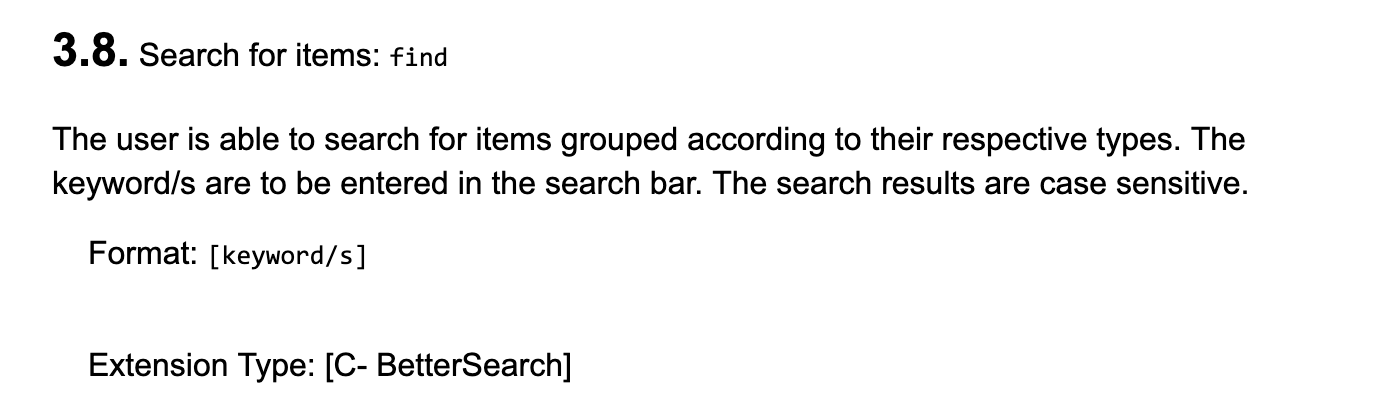 3.8. Search for items: find
The user is able to search for items grouped according to their respective types. The
keyword/s are to be entered in the search bar. The search results are case sensitive.
Format: [keyword/s]
Extension Type: [C- BetterSearch]